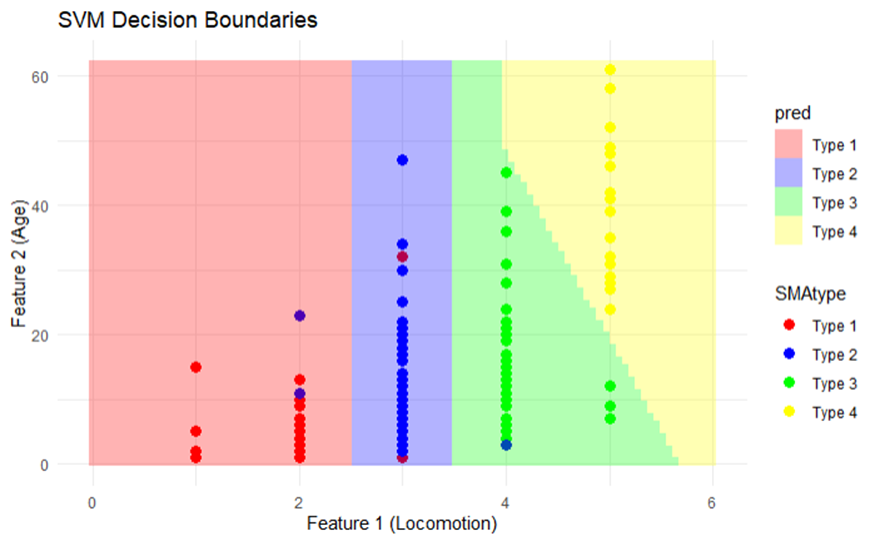 SVM Decision Boundaries
60
40
20
0
Feature 2 (Age)
0
2
4
6
Feature 1 (Locomotion)
pred
Type 1
Type 2
Type 3
Type 4
SMAtype
Type 1
Type 2
Type 3
Type 4